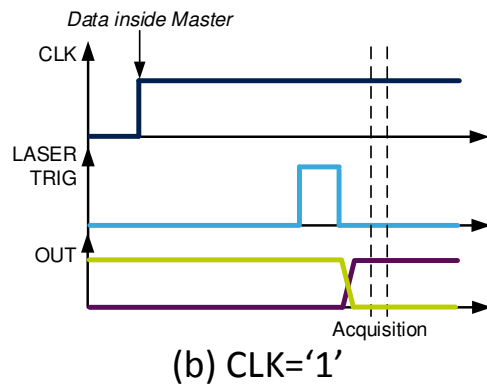 Data inside Master
CLK
LASER
TRIG
OUT
Acquisition
(b) CLK=‘1’